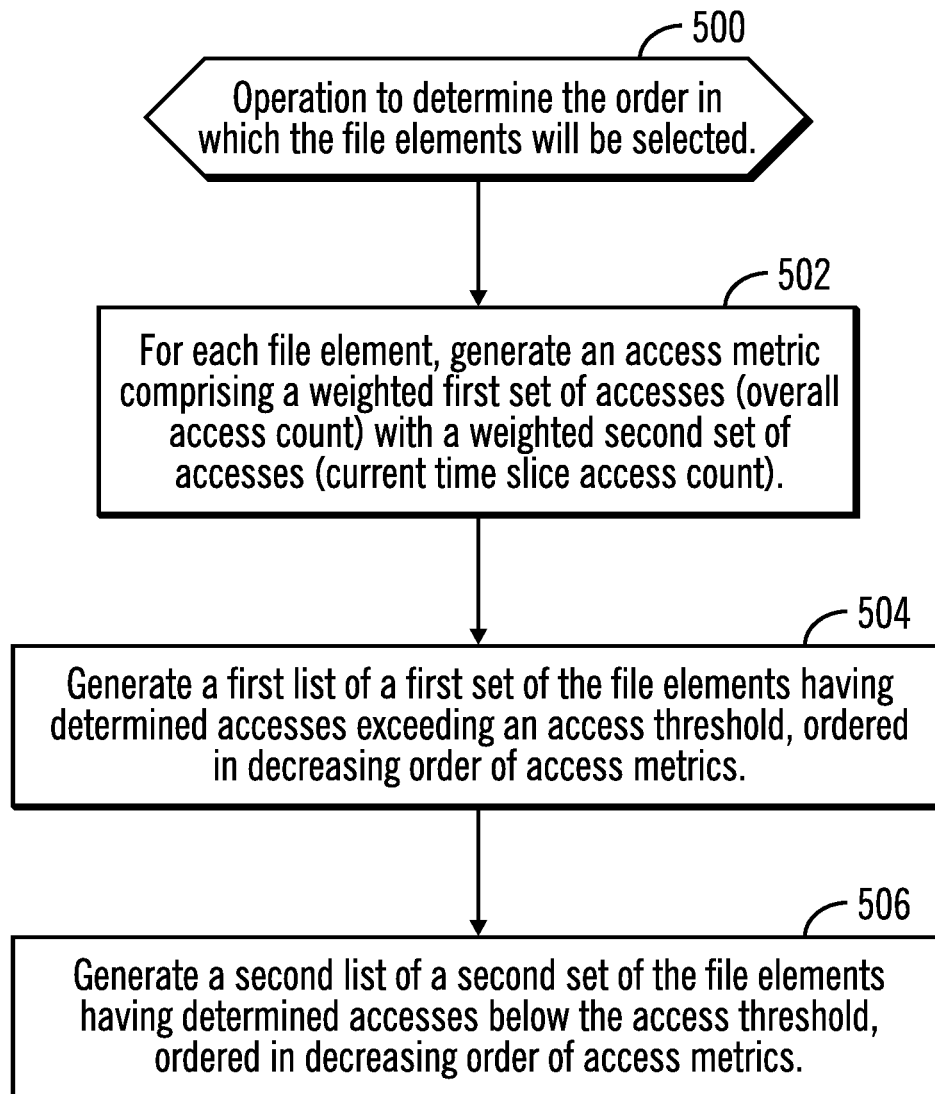 500
Operation to determine the order in
which the file elements will be selected.
502
For each file element, generate an access metric
comprising a weighted first set of accesses (overall
access count) with a weighted second set of
accesses (current time slice access count).
504
Generate a first list of a first set of the file elements having
determined accesses exceeding an access threshold, ordered
in decreasing order of access metrics.
506
Generate a second list of a second set of the file elements
having determined accesses below the access threshold,
ordered in decreasing order of access metrics.